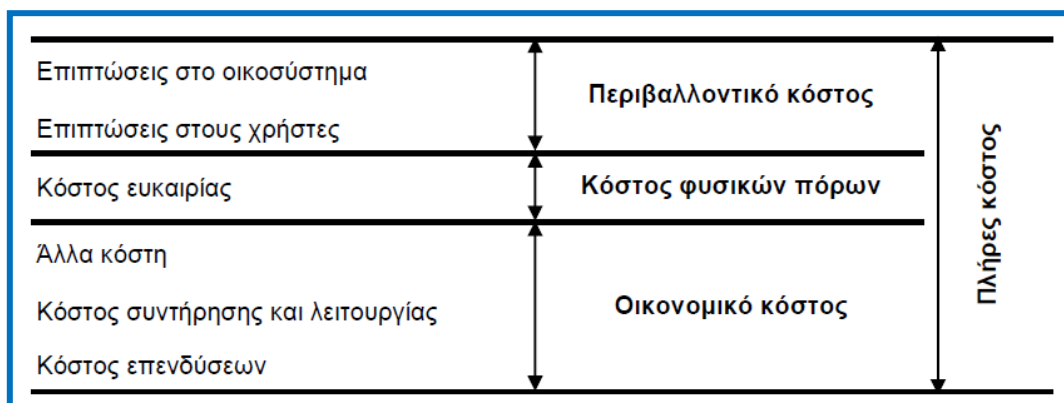 Επιπτώσεις στο οικοσύστημα
Επιπτώσεις στους χρήστες
Περιβαλλοντικό κόστος
Κόστος ευκαιρίας
Κόστος φυσικών πόρων
Άλλα κόστη
Κόστος συντήρησης και λειτουργίας
Κόστος επενδύσεων
Οικονομικό κόστος
Πλήρες κόστος